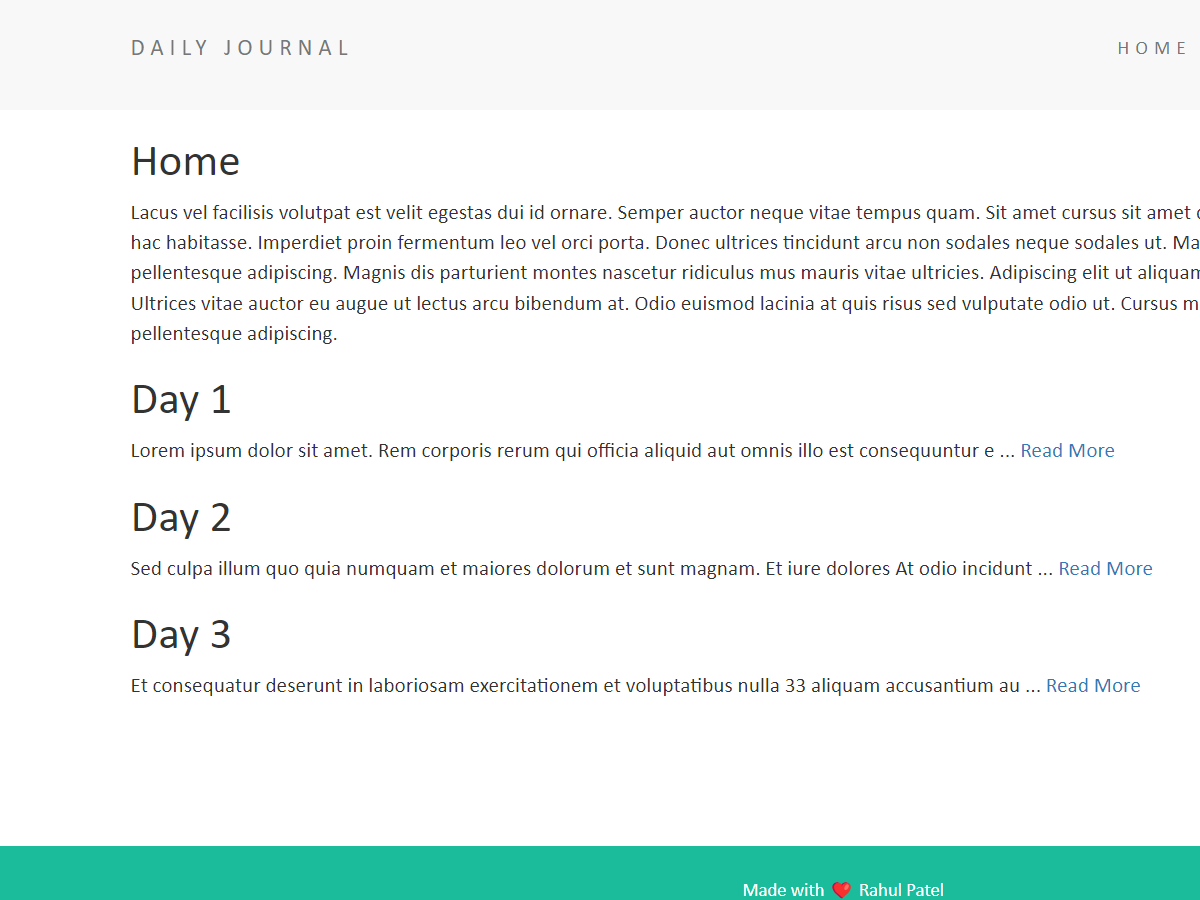 DAILY JOURNAL HOME
Home
Lacus vel facilisis volutpat est velit egestas dui id ornare. Semper auctor neque vitae tempus quam. Sit amet cursus sit amet
hac habitasse. Imperdiet proin fermentum leo vel orci porta. Donec ultrices tincidunt arcu non sodales neque sodales ut. Ma
pellentesque adipiscing. Magnis dis parturient montes nascetur ridiculus mus mauris vitae ultricies. Adipiscing elit ut aliquam
Ultrices vitae auctor eu augue ut lectus arcu bibendum at. Odio euismod lacinia at quis risus sed vulputate odio ut. Cursus m
pellentesque adipiscing.
Day 1
Lorem ipsum dolor sit amet. Rem corporis rerum qui officia aliquid aut omnis illo est consequuntur e ... Read More
Day 2
Sed culpa illum quo quia numquam et maiores dolorum et sunt magnam. Et iure dolores At odio incidunt ... Read More
Day 3
Et consequatur deserunt in laboriosam exercitationem et voluptatibus nulla 33 aliquam accusantium au ... Read More
Made with ❤️ Rahul Patel